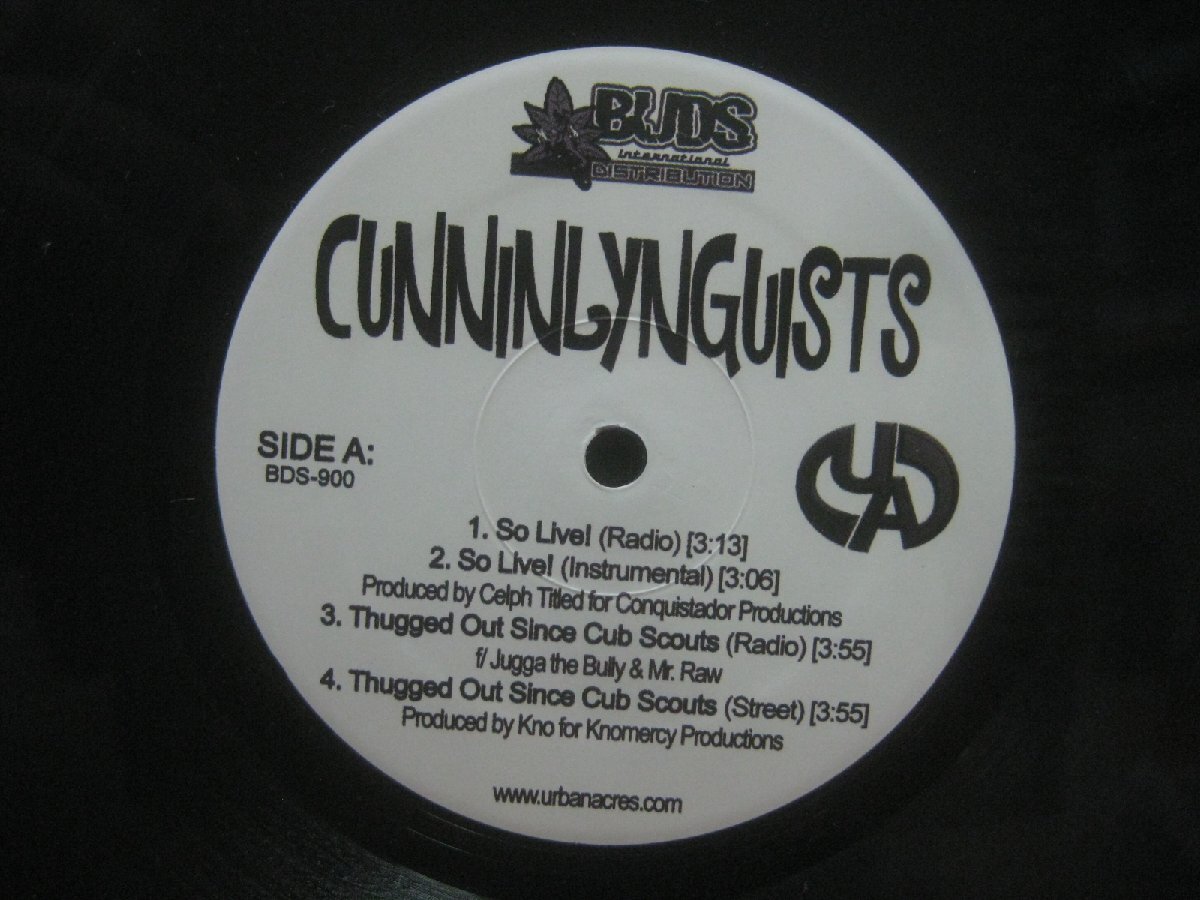 BUDS
international
DISTRIBUTION
CUNNINLYNGUISTS
SIDE A:
BDS-900
UA
1. So Live! (Radio) [3:13]
2. So Live! (Instrumental) [3:06]
Produced by Celph Titled for Conquistador Productions
3. Thugged Out Since Cub Scouts (Radio) [3:55]
f/ Jugga the Bully & Mr. Raw
4. Thugged Out Since Cub Scouts (Street) [3:55]
Produced by Kno for Knomercy Productions
www.urbanacres.com